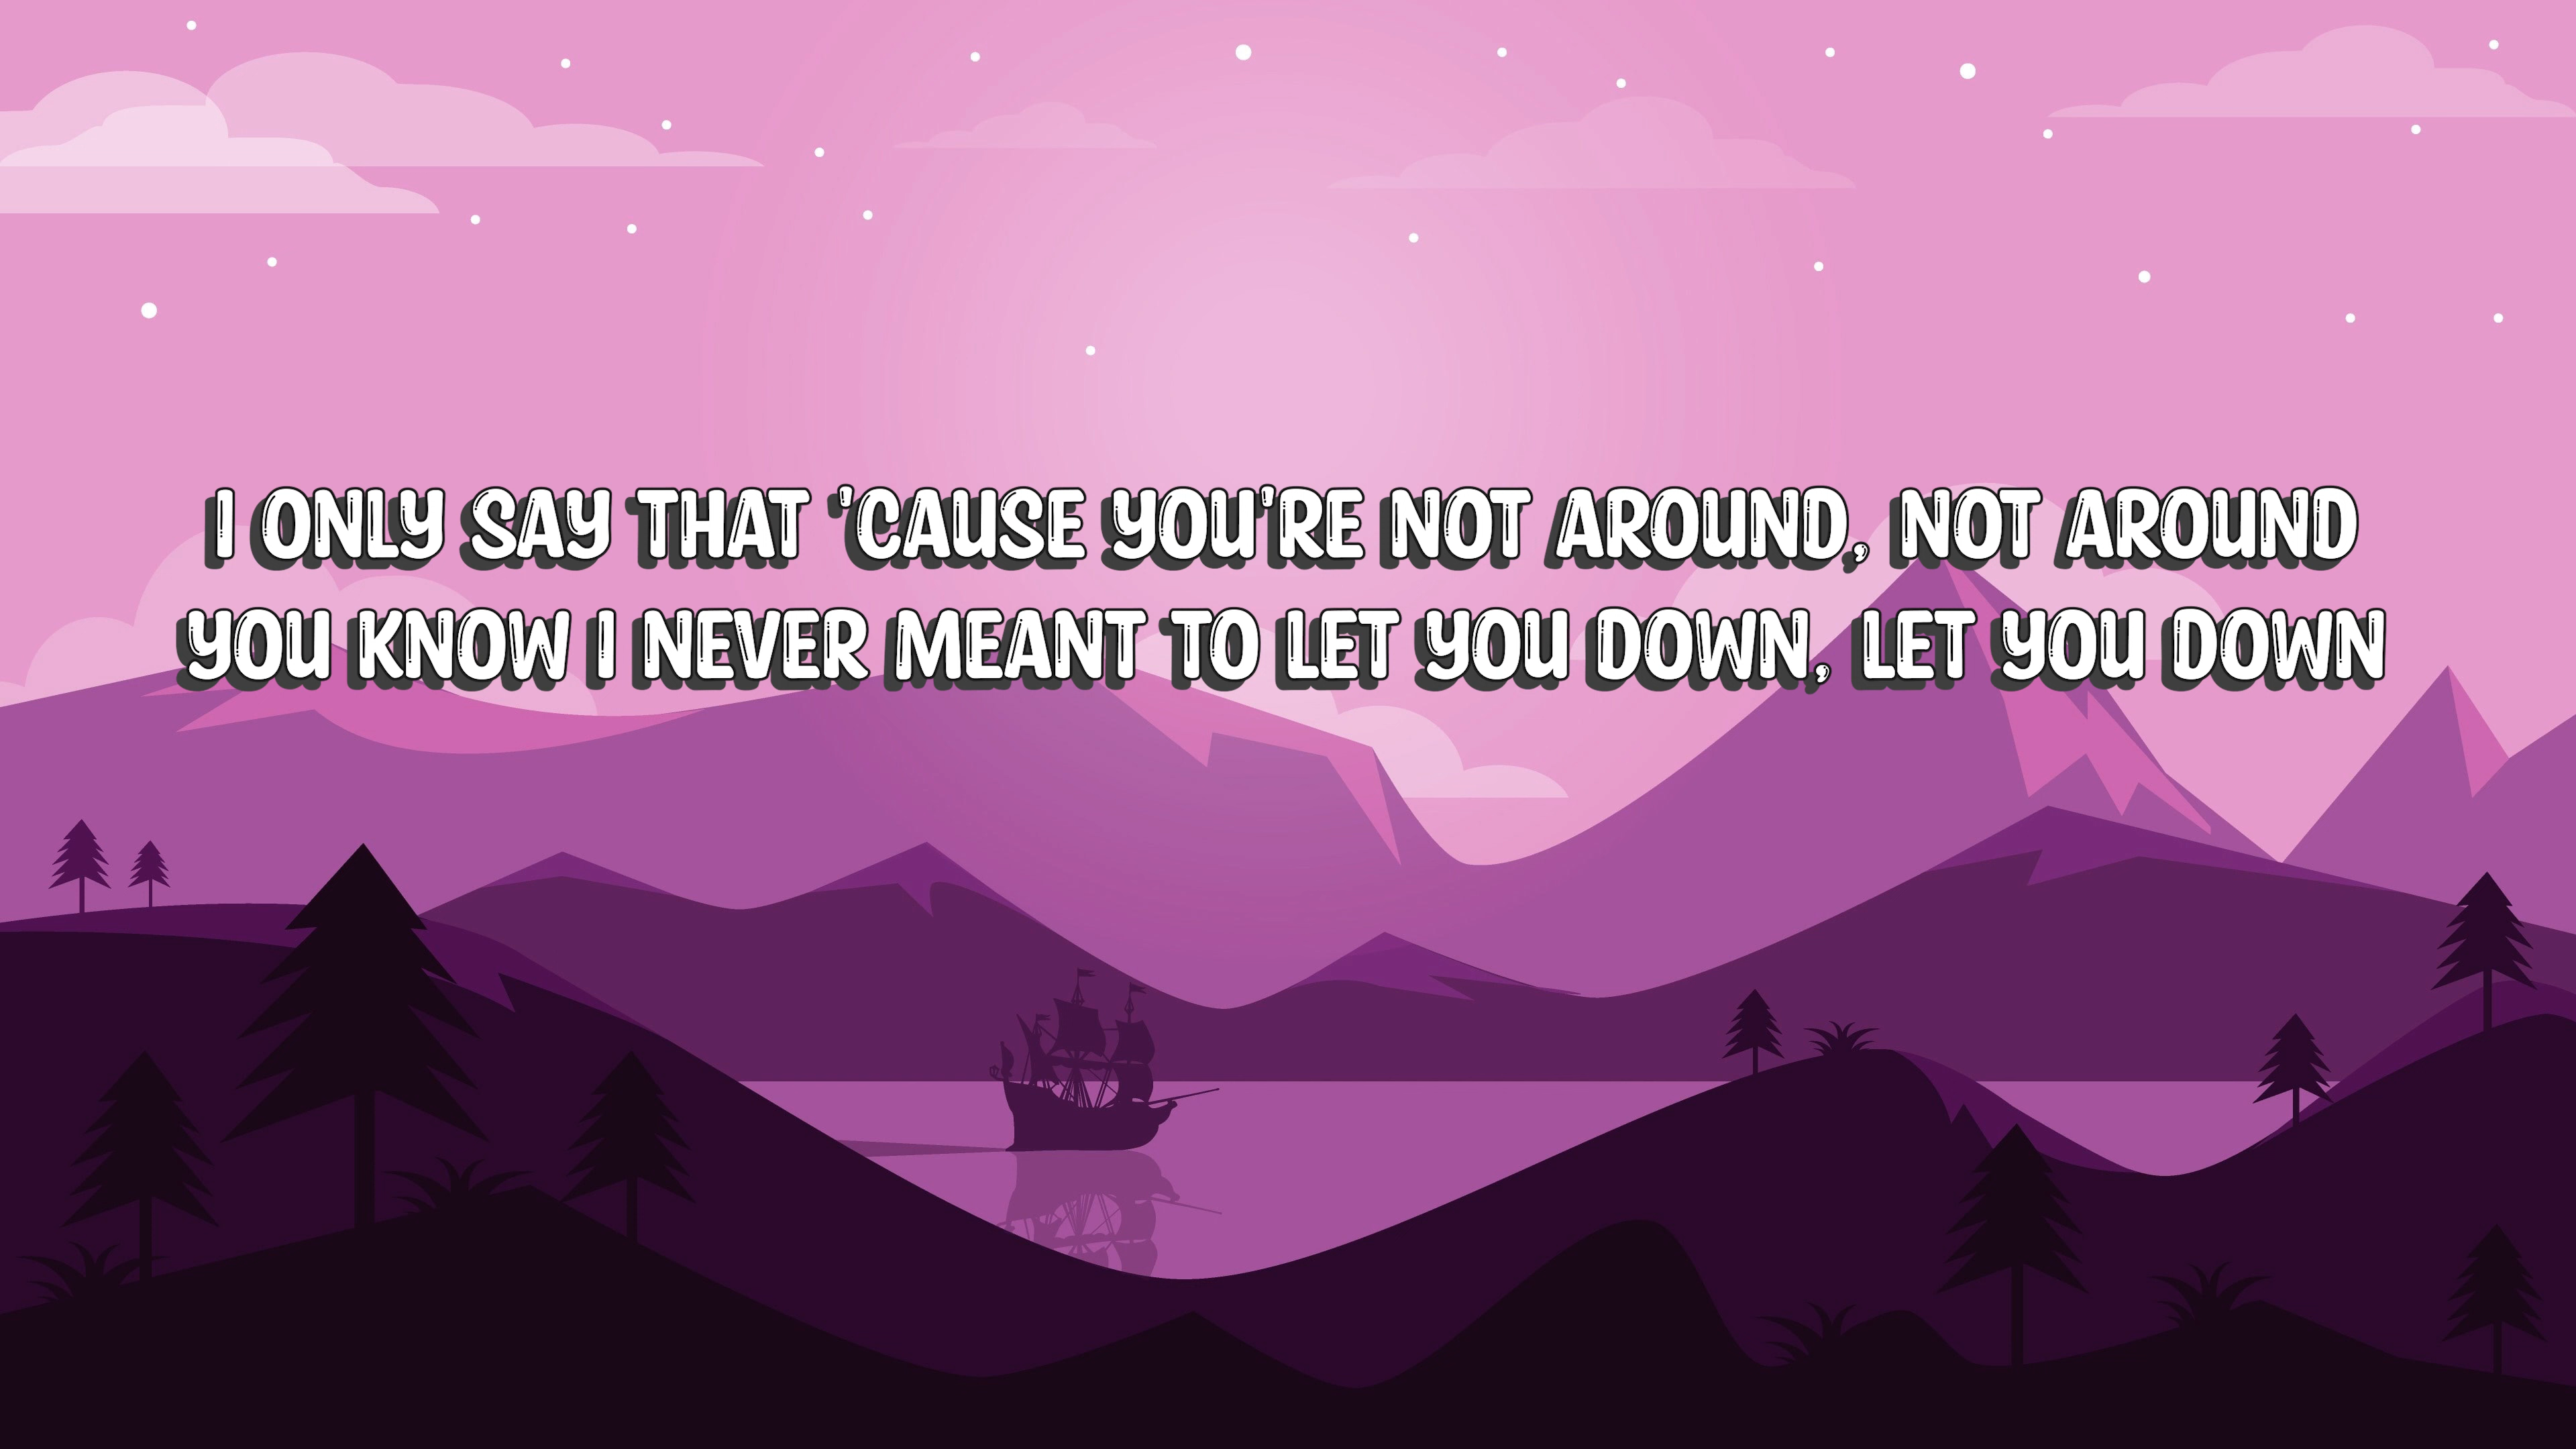 I ONLY SAY THAT 'CAUSE YOU'RE NOT AROUND, NOT AROUND
YOU KNOW I NEVER MEANT TO LET YOU DOWN, LET YOU DOWN